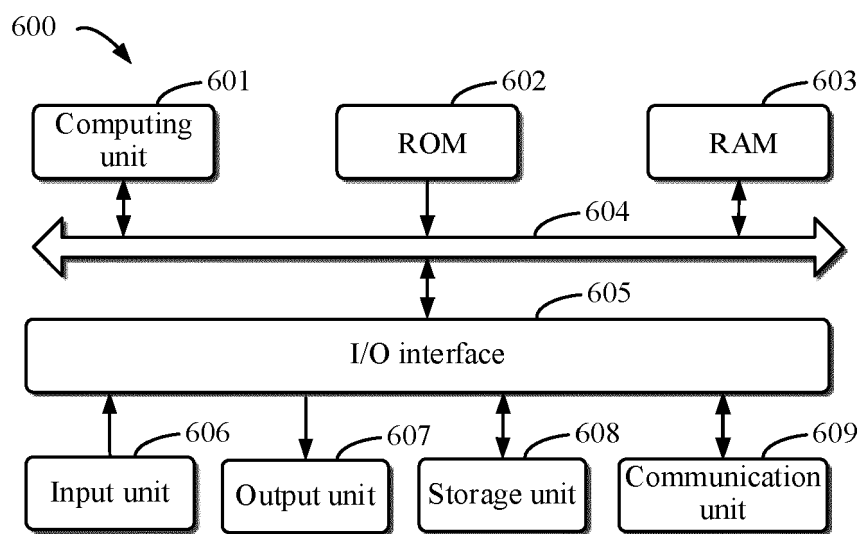 600
601
602
603
Computing
unit
ROM
RAM
604
605
I/O interface
606
607
608
609
Input unit
Output unit
Storage unit
Communication
unit